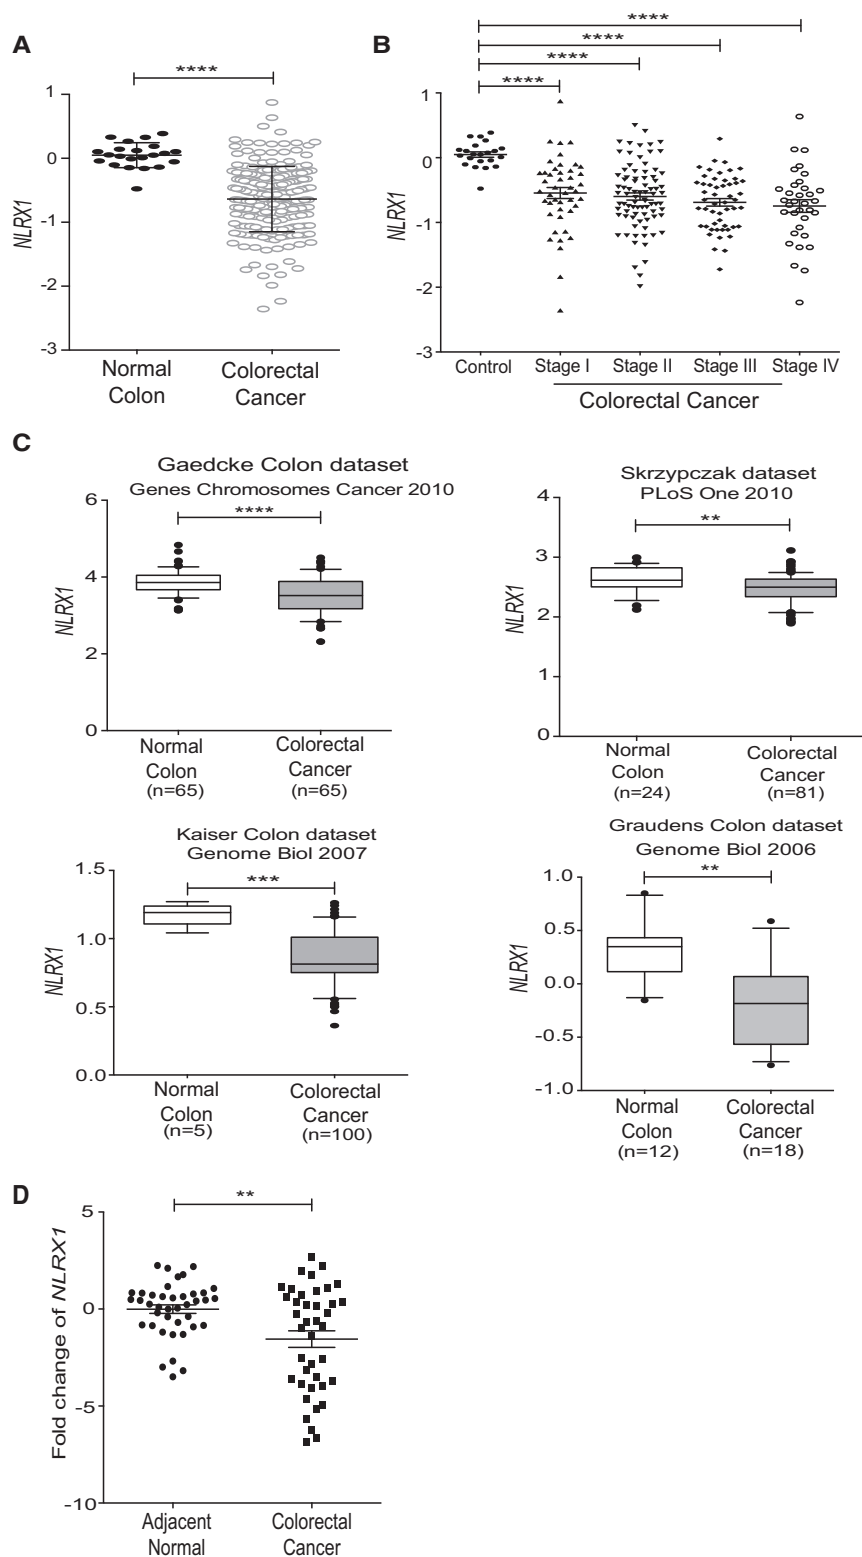 A
****
1
0
-1
-2
-3
NLRX1
Normal
Colon
Colorectal
Cancer
B
****
****
****
****
1
0
-1
-2
-3
NLRX1
Control
Stage I
Stage II
Stage III
Stage IV
Colorectal Cancer
C
Gaedcke Colon dataset
Genes Chromosomes Cancer 2010
****
6
4
2
0
NLRX1
Normal
Colon
(n=65)
Colorectal
Cancer
(n=65)
Skrzypczak dataset
PLoS One 2010
**
4
3
2
1
0
NLRX1
Normal
Colon
(n=24)
Colorectal
Cancer
(n=81)
Kaiser Colon dataset
Genome Biol 2007
***
1.5
1.0
0.5
0.0
NLRX1
Normal
Colon
(n=5)
Colorectal
Cancer
(n=100)
Graudens Colon dataset
Genome Biol 2006
**
1.0
0.5
0.0
-0.5
-1.0
NLRX1
Normal
Colon
(n=12)
Colorectal
Cancer
(n=18)
D
**
5
0
-5
-10
Fold change of NLRX1
Adjacent
Normal
Colorectal
Cancer